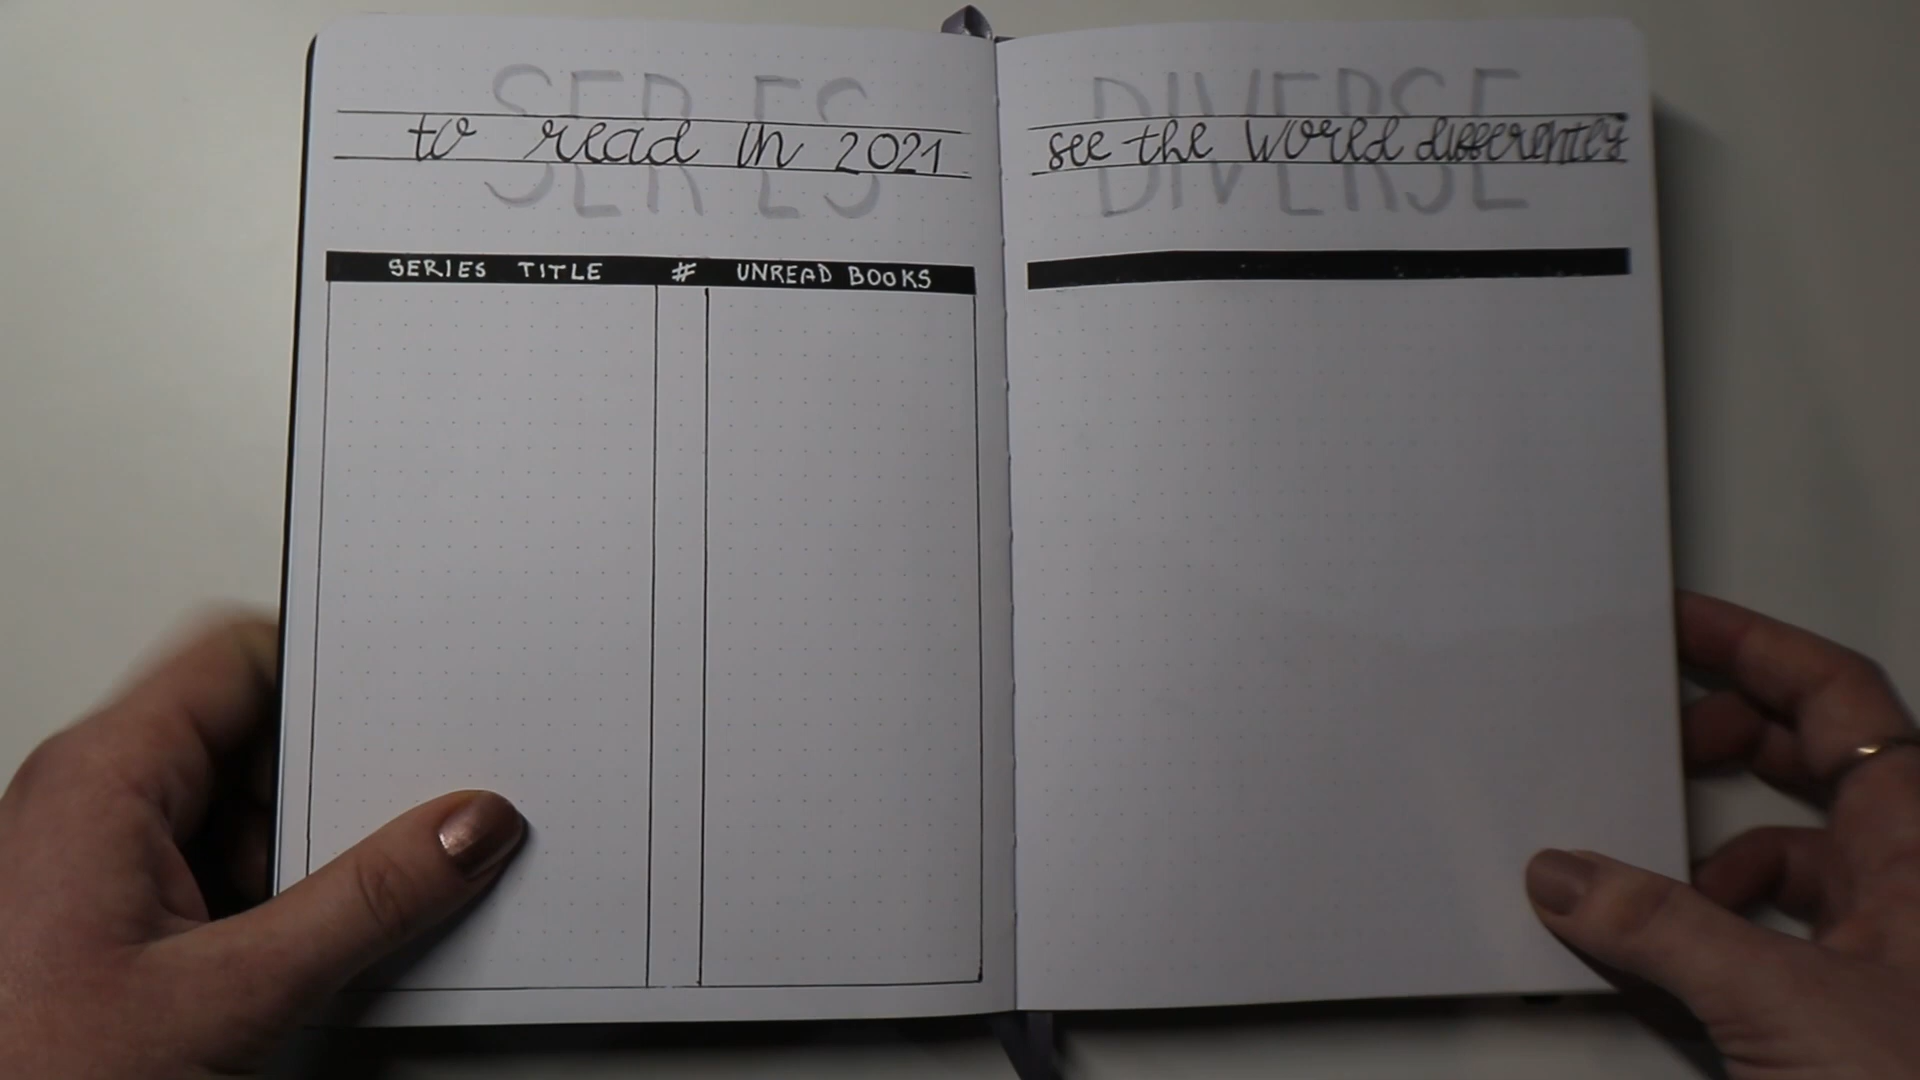 SERIES
to read in 2021
SERIES TITLE # UNREAD BOOKS
DIVERSE
see the world differently